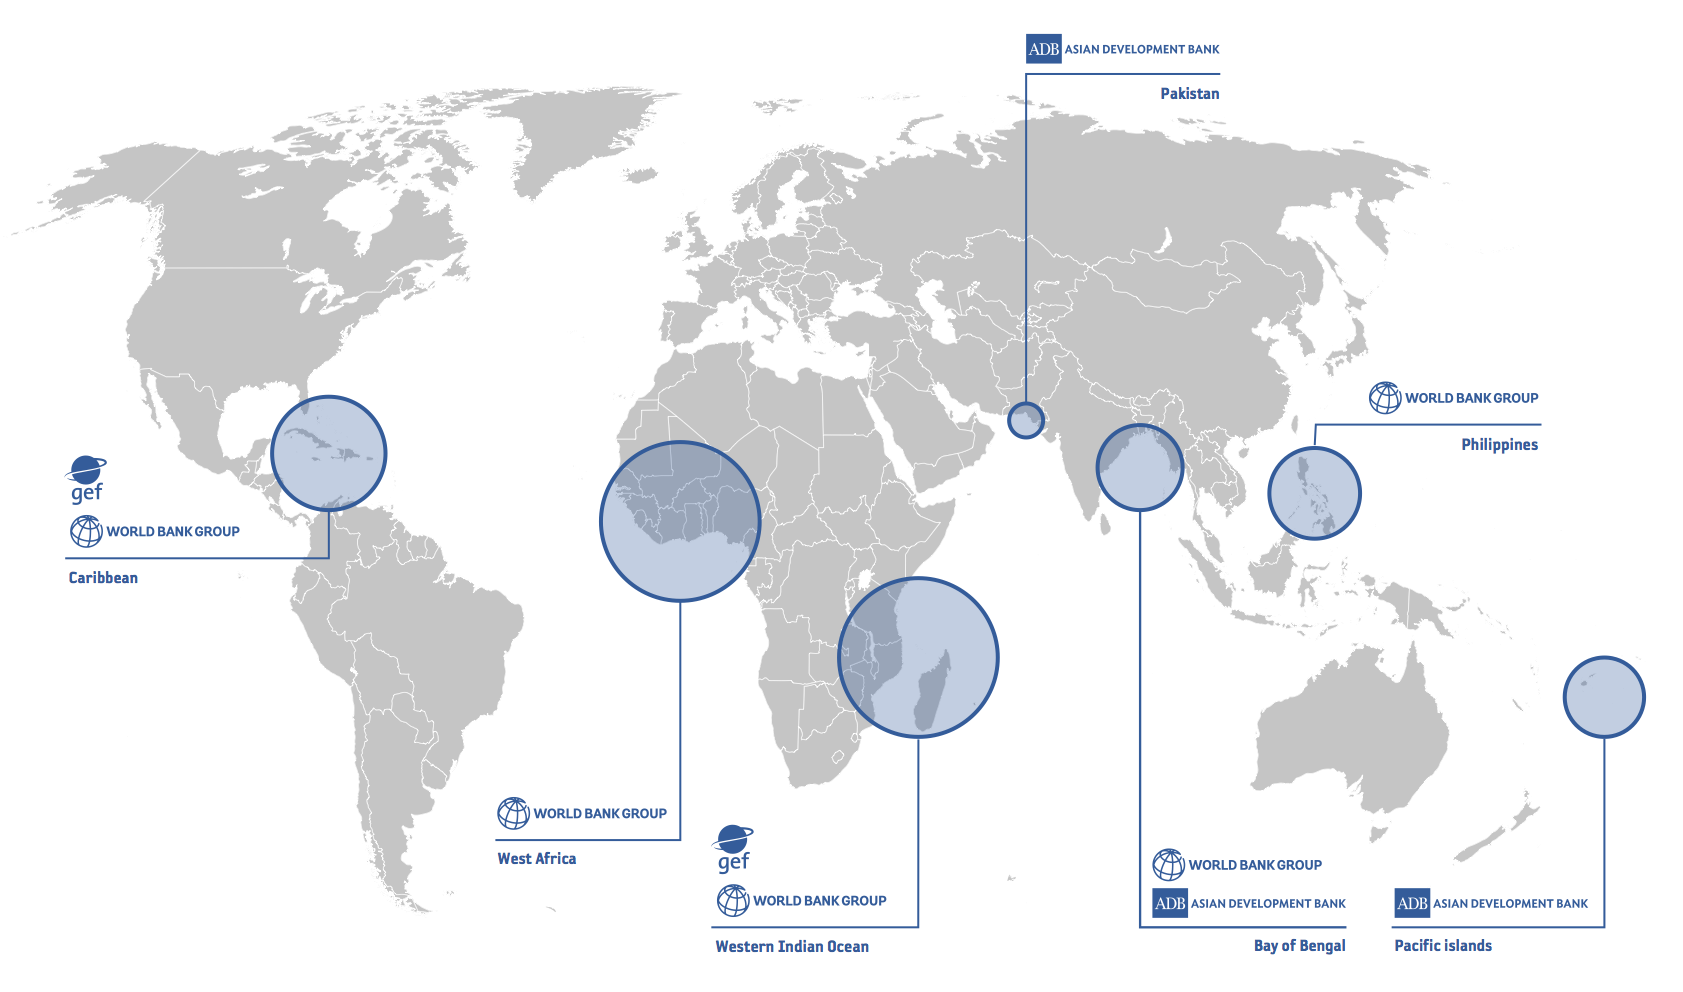 ADB ASIAN DEVELOPMENT BANK
Pakistan
WORLD BANK GROUP
Philippines
gef
WORLD BANK GROUP
Caribbean
WORLD BANK GROUP
West Africa
gef
WORLD BANK GROUP
Western Indian Ocean
WORLD BANK GROUP
ADB ASIAN DEVELOPMENT BANK
Bay of Bengal
ADB ASIAN DEVELOPMENT BANK
Pacific islands